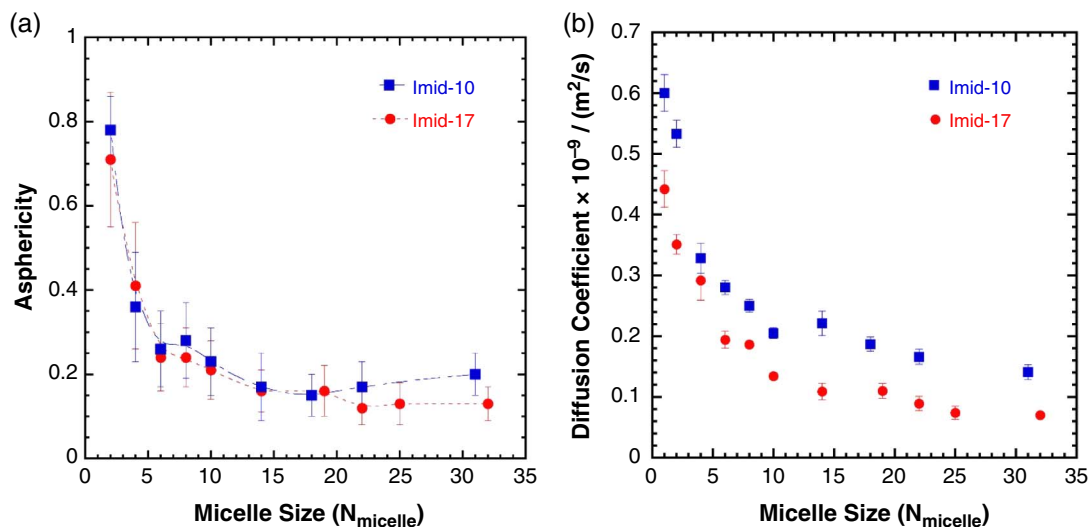 (a)
1
0.8
0.6
0.4
0.2
0
0 5 10 15 20 25 30 35
Asphericity
Micelle Size (N_micelle)
Imid-10
Imid-17
(b)
0.7
0.6
0.5
0.4
0.3
0.2
0.1
0
0 5 10 15 20 25 30 35
Diffusion Coefficient × 10⁻⁹ / (m²/s)
Micelle Size (N_micelle)
Imid-10
Imid-17